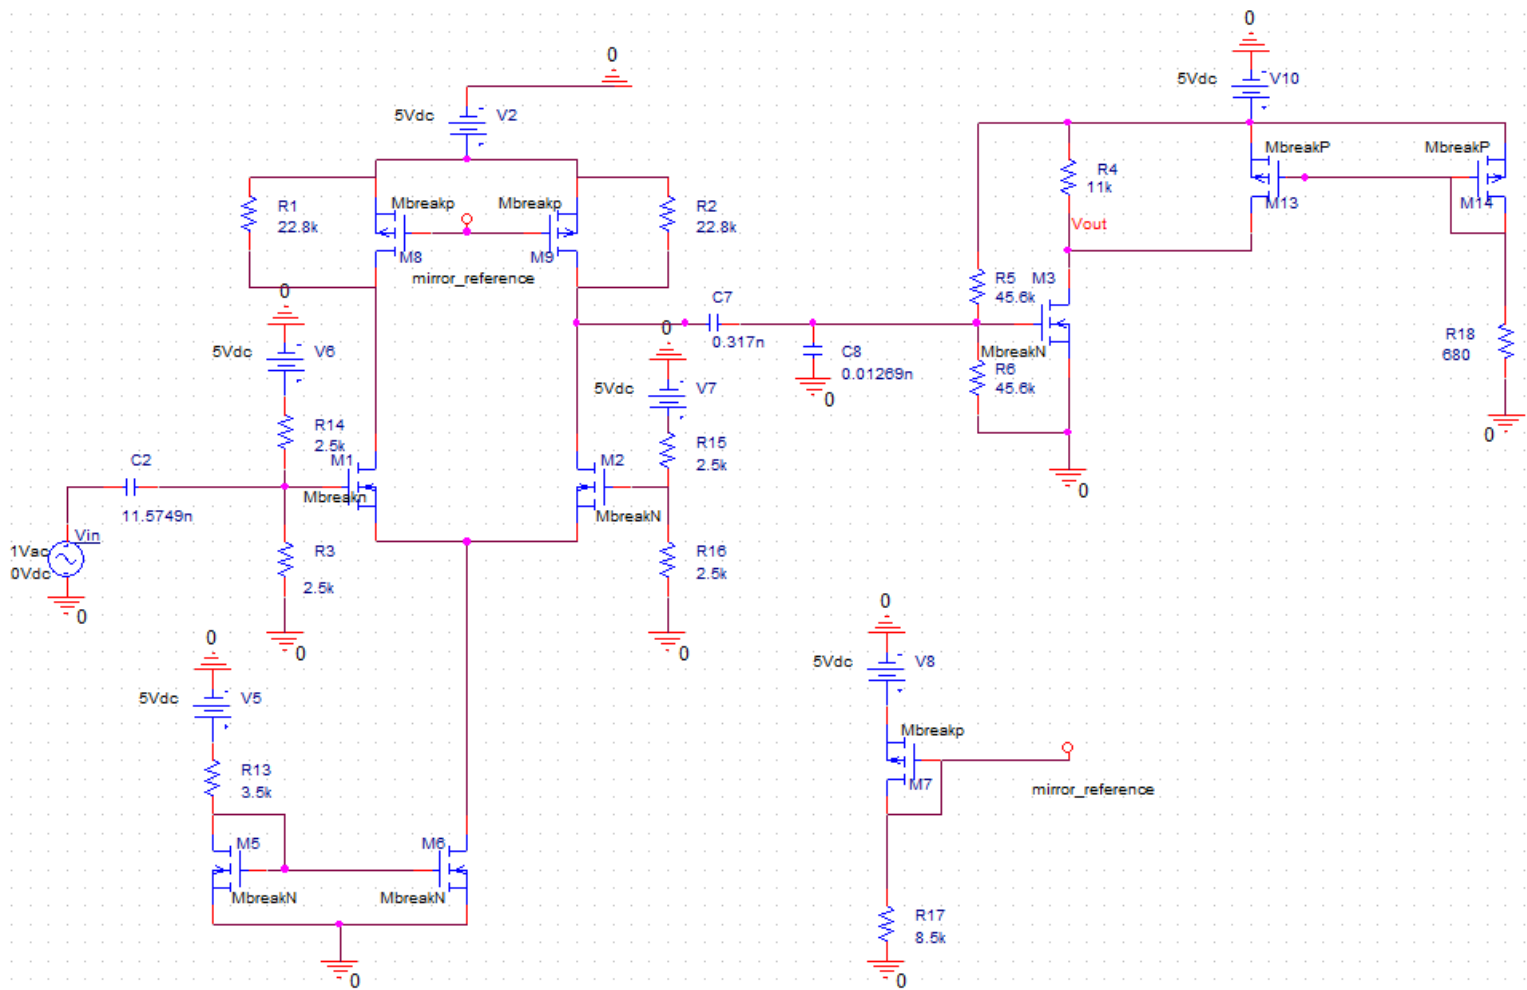 0
5Vdc
V10
0
5Vdc
V2
MbreakP
MbreakP
R4
11k
M13
M14
Vout
R1
22.8k
Mbreakp
Mbreakp
R2
22.8k
M8
M9
mirror_reference
0
5Vdc
V6
C7
0.317n
0
R5
45.6k
M3
MbreakN
C8
0.01269n
0
R6
45.6k
R18
680
0
5Vdc
V7
R14
2.5k
R15
2.5k
M1
Mbreakn
M2
MbreakN
C2
11.5749n
0
Vin
1Vac
0Vdc
0
R3
2.5k
0
R16
2.5k
0
0
5Vdc
V5
R13
3.5k
M5
MbreakN
M6
MbreakN
0
0
5Vdc
V8
Mbreakp
M7
mirror_reference
R17
8.5k
0